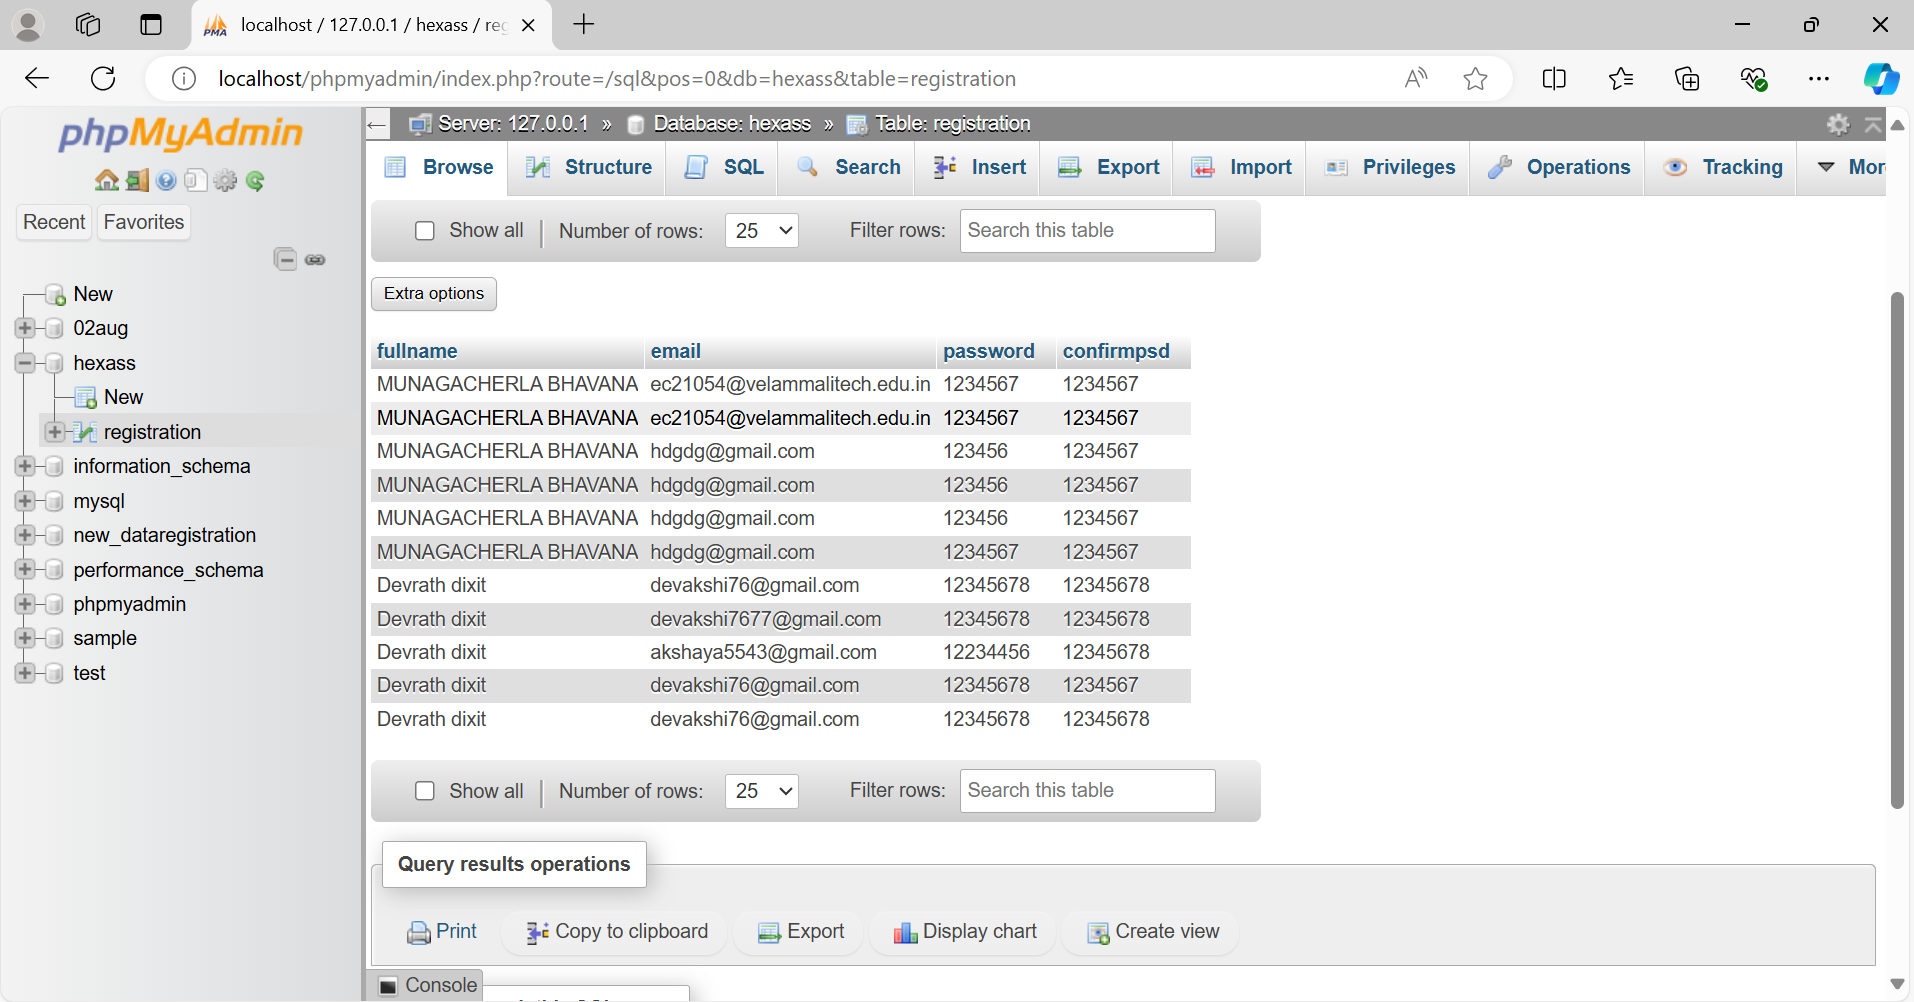 localhost / 127.0.0.1 / hexass / reg
localhost/phpmyadmin/index.php?route=/sql&pos=0&db=hexass&table=registration
phpMyAdmin
Recent Favorites
New
02aug
hexass
New
registration
information_schema
mysql
new_dataregistration
performance_schema
phpmyadmin
sample
test
Server: 127.0.0.1 » Database: hexass » Table: registration
Browse Structure SQL Search Insert Export Import Privileges Operations Tracking More
Show all Number of rows: 25 Filter rows: Search this table
Extra options
fullname email password confirmpsd
MUNAGACHERLA BHAVANA ec21054@velammalitech.edu.in 1234567 1234567
MUNAGACHERLA BHAVANA ec21054@velammalitech.edu.in 1234567 1234567
MUNAGACHERLA BHAVANA hdgdg@gmail.com 123456 1234567
MUNAGACHERLA BHAVANA hdgdg@gmail.com 123456 1234567
MUNAGACHERLA BHAVANA hdgdg@gmail.com 123456 1234567
MUNAGACHERLA BHAVANA hdgdg@gmail.com 1234567 1234567
Devrath dixit devakshi76@gmail.com 12345678 12345678
Devrath dixit devakshi7677@gmail.com 12345678 12345678
Devrath dixit akshaya5543@gmail.com 12234456 12345678
Devrath dixit devakshi76@gmail.com 12345678 1234567
Devrath dixit devakshi76@gmail.com 12345678 12345678
Show all Number of rows: 25 Filter rows: Search this table
Query results operations
Print Copy to clipboard Export Display chart Create view
Console